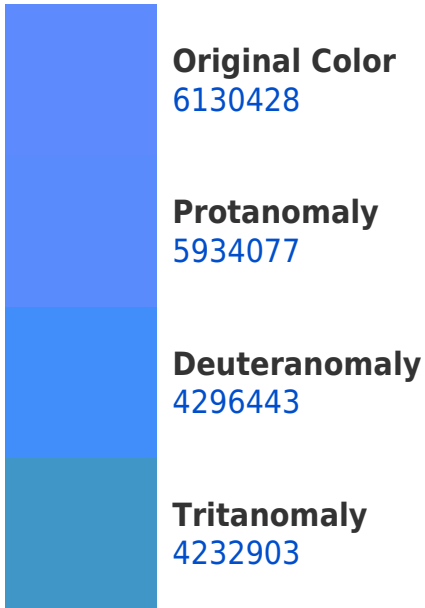 Original Color
6130428
Protanomaly
5934077
Deuteranomaly
4296443
Tritanomaly
4232903